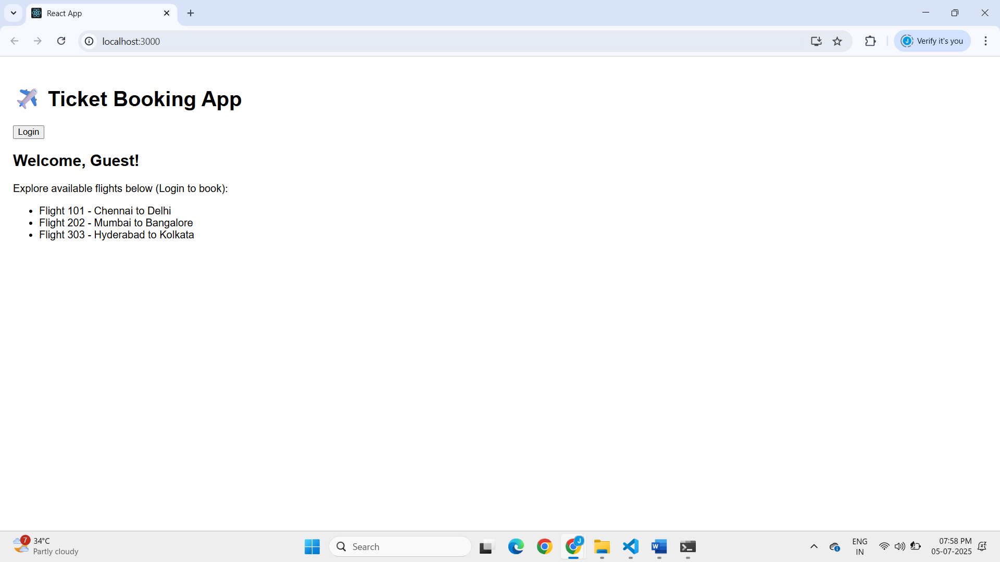 React App
localhost:3000
J Verify it's you
Ticket Booking App
Login
Welcome, Guest!
Explore available flights below (Login to book):
Flight 101 - Chennai to Delhi
Flight 202 - Mumbai to Bangalore
Flight 303 - Hyderabad to Kolkata
7
34°C
Partly cloudy
Search
J
W
ENG
IN
07:58 PM
05-07-2025